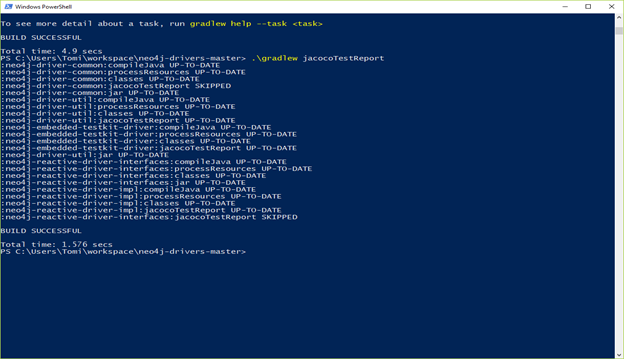 Windows PowerShell
To see more detail about a task, run gradlew help --task <task>
BUILD SUCCESSFUL
Total time: 4.9 secs
PS C:\Users\Tomi\workspace\neo4j-drivers-master> .\gradlew jacocoTestReport
:neo4j-driver-common:compileJava UP-TO-DATE
:neo4j-driver-common:processResources UP-TO-DATE
:neo4j-driver-common:classes UP-TO-DATE
:neo4j-driver-common:jacocoTestReport SKIPPED
:neo4j-driver-common:jar UP-TO-DATE
:neo4j-driver-util:compileJava UP-TO-DATE
:neo4j-driver-util:processResources UP-TO-DATE
:neo4j-driver-util:classes UP-TO-DATE
:neo4j-driver-util:jacocoTestReport UP-TO-DATE
:neo4j-embedded-testkit-driver:compileJava UP-TO-DATE
:neo4j-embedded-testkit-driver:processResources UP-TO-DATE
:neo4j-embedded-testkit-driver:classes UP-TO-DATE
:neo4j-embedded-testkit-driver:jacocoTestReport UP-TO-DATE
:neo4j-driver-util:jar UP-TO-DATE
:neo4j-reactive-driver-interfaces:compileJava UP-TO-DATE
:neo4j-reactive-driver-interfaces:processResources UP-TO-DATE
:neo4j-reactive-driver-interfaces:classes UP-TO-DATE
:neo4j-reactive-driver-interfaces:jar UP-TO-DATE
:neo4j-reactive-driver-impl:compileJava UP-TO-DATE
:neo4j-reactive-driver-impl:processResources UP-TO-DATE
:neo4j-reactive-driver-impl:classes UP-TO-DATE
:neo4j-reactive-driver-impl:jacocoTestReport UP-TO-DATE
:neo4j-reactive-driver-interfaces:jacocoTestReport SKIPPED
BUILD SUCCESSFUL
Total time: 1.576 secs
PS C:\Users\Tomi\workspace\neo4j-drivers-master>